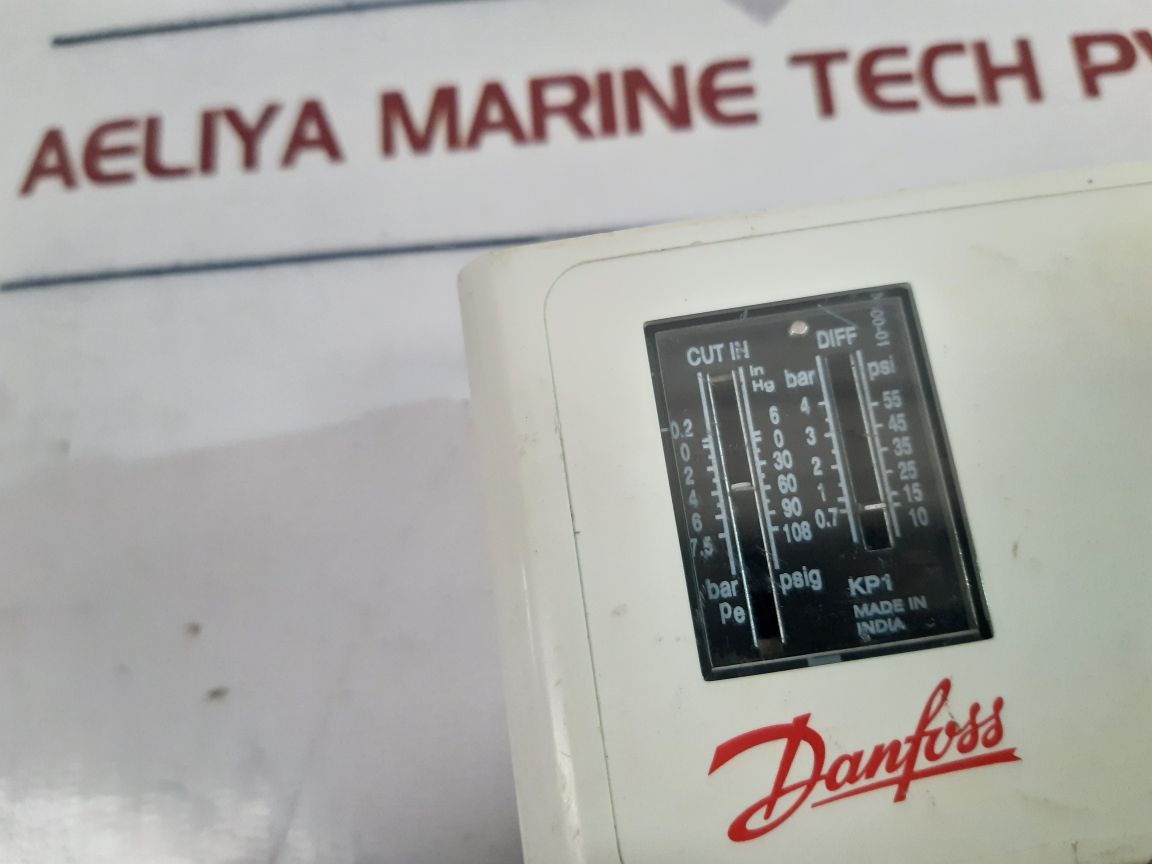 AELIYA MARINE TECH PV
CUT IN
DIFF
In
Hg
bar
psi
-0.2
0
2
4
6
7.5
bar
Pe
6
0
30
60
90
108
psig
4
3
2
1
0.7
55
45
35
25
15
10
KP1
MADE IN
INDIA
Danfoss